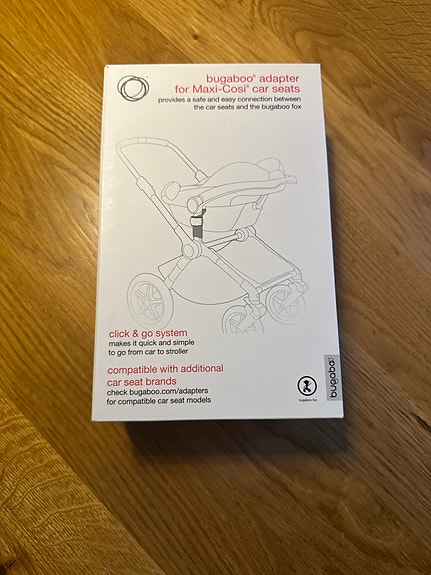 bugaboo® adapter
for Maxi-Cosi® car seats
provides a safe and easy connection between
the car seats and the bugaboo fox
click & go system
makes it quick and simple
to go from car to stroller
compatible with additional
car seat brands
check bugaboo.com/adapters
for compatible car seat models
bugaboo fox
bugaboo